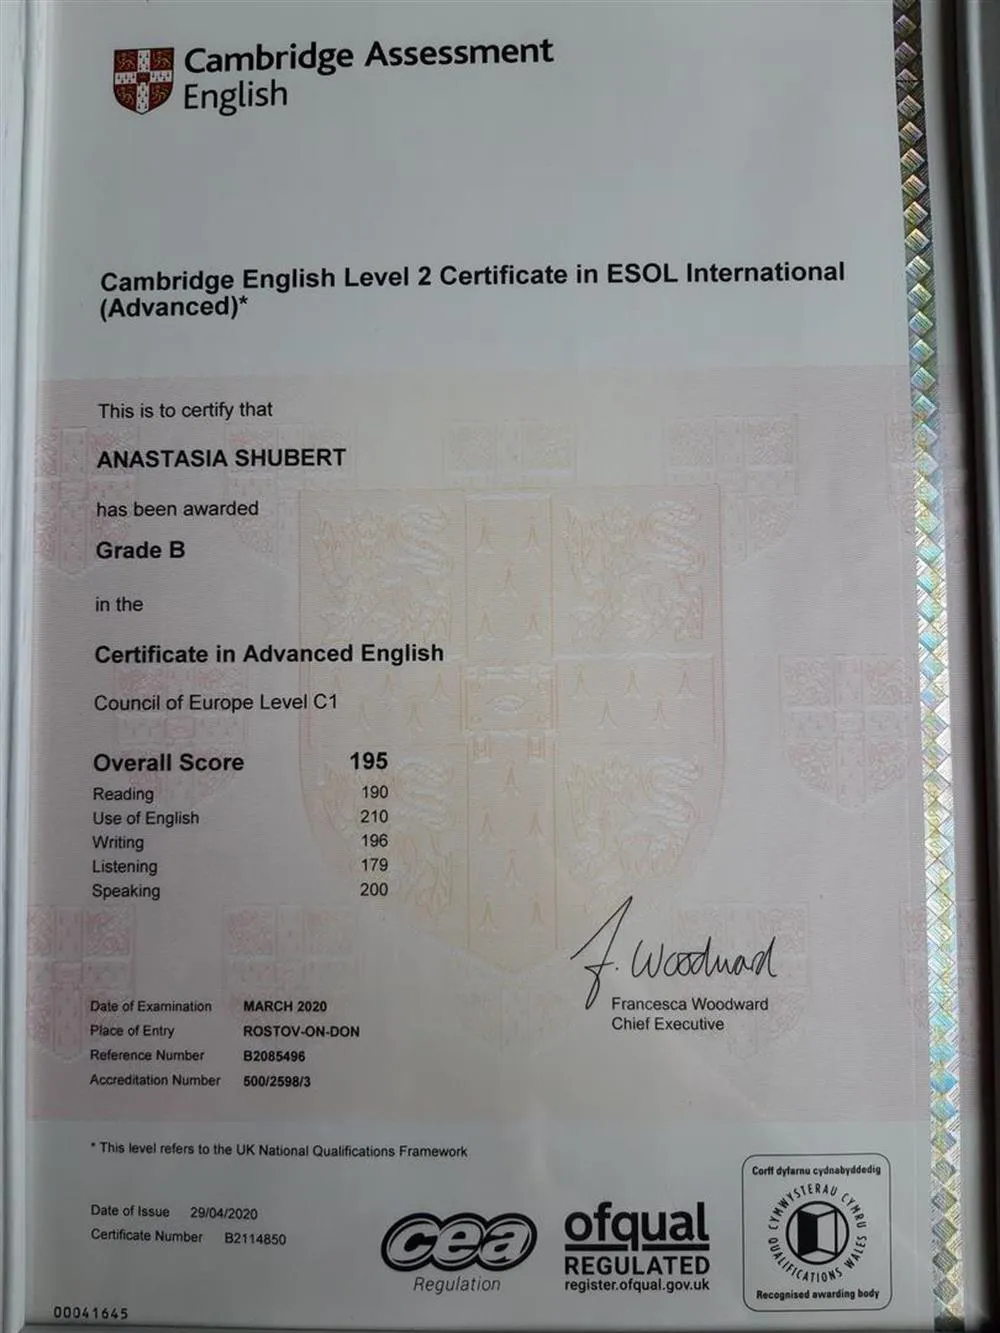 Cambridge Assessment
English
Cambridge English Level 2 Certificate in ESOL International
(Advanced)*
This is to certify that
ANASTASIA SHUBERT
has been awarded
Grade B
in the
Certificate in Advanced English
Council of Europe Level C1
Overall Score 195
Reading 190
Use of English 210
Writing 196
Listening 179
Speaking 200
F. Woodward
Francesca Woodward
Chief Executive
Date of Examination MARCH 2020
Place of Entry ROSTOV-ON-DON
Reference Number B2085496
Accreditation Number 500/2598/3
* This level refers to the UK National Qualifications Framework
Date of Issue 29/04/2020
Certificate Number B2114850
cea
Regulation
ofqual
REGULATED
register.ofqual.gov.uk
Corff dyfarnu cydnabyddedig
CYMWYSTERAU CYMRU
QUALIFICATIONS WALES
Recognised awarding body
00041645